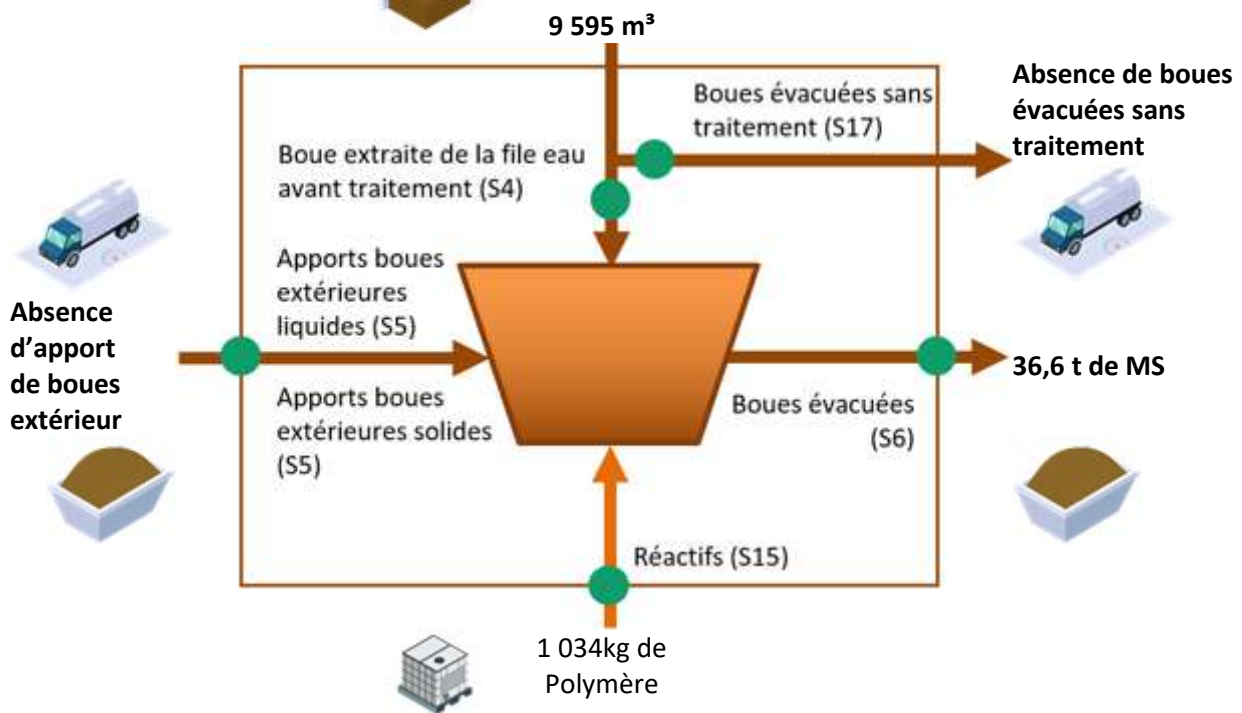 9 595 m³
Absence de boues
évacuées sans
traitement
Boues évacuées sans
traitement (S17)
Boue extraite de la file eau
avant traitement (S4)
Absence
d’apport
de boues
extérieur
Apports boues
extérieures
liquides (S5)
Apports boues
extérieures solides
(S5)
36,6 t de MS
Boues évacuées
(S6)
Réactifs (S15)
1 034kg de
Polymère